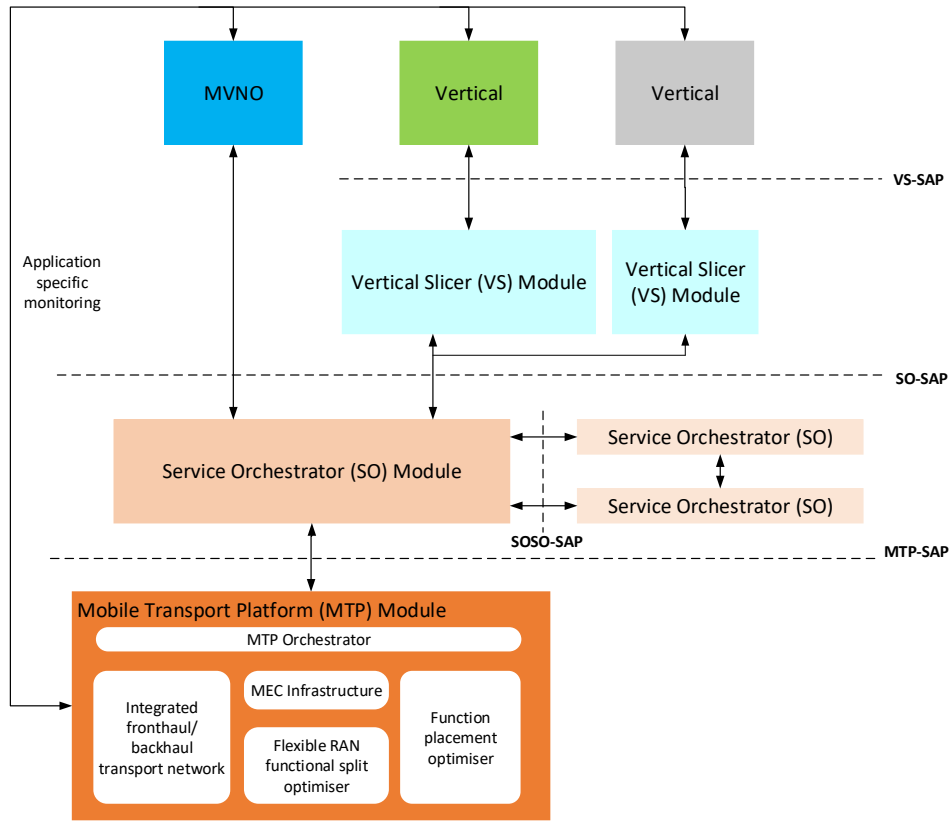 MVNO
Vertical
Vertical
VS-SAP
Application
specific
monitoring
Vertical Slicer (VS) Module
Vertical Slicer
(VS) Module
SO-SAP
Service Orchestrator (SO) Module
Service Orchestrator (SO)
Service Orchestrator (SO)
SOSO-SAP
MTP-SAP
Mobile Transport Platform (MTP) Module
MTP Orchestrator
Integrated
fronthaul/
backhaul
transport network
MEC Infrastructure
Flexible RAN
functional split
optimiser
Function
placement
optimiser